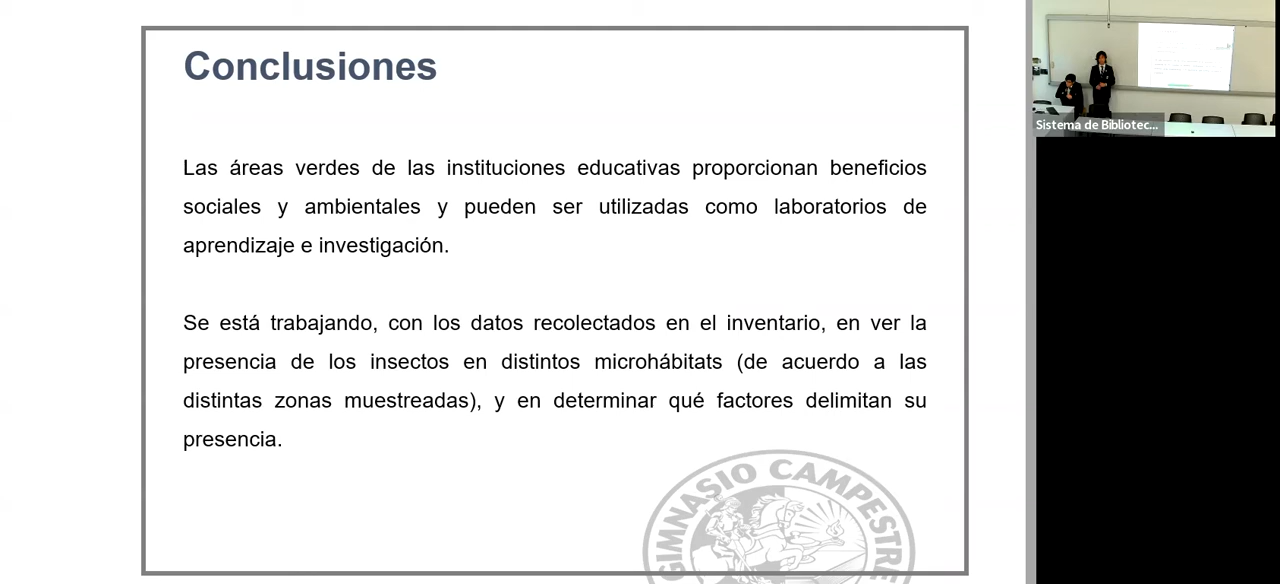 Conclusiones
Las áreas verdes de las instituciones educativas proporcionan beneficios
sociales y ambientales y pueden ser utilizadas como laboratorios de
aprendizaje e investigación.
Se está trabajando, con los datos recolectados en el inventario, en ver la
presencia de los insectos en distintos microhábitats (de acuerdo a las
distintas zonas muestreadas), y en determinar qué factores delimitan su
presencia.
GIMNASIO CAMPESTRE
Sistema de Bibliotec...